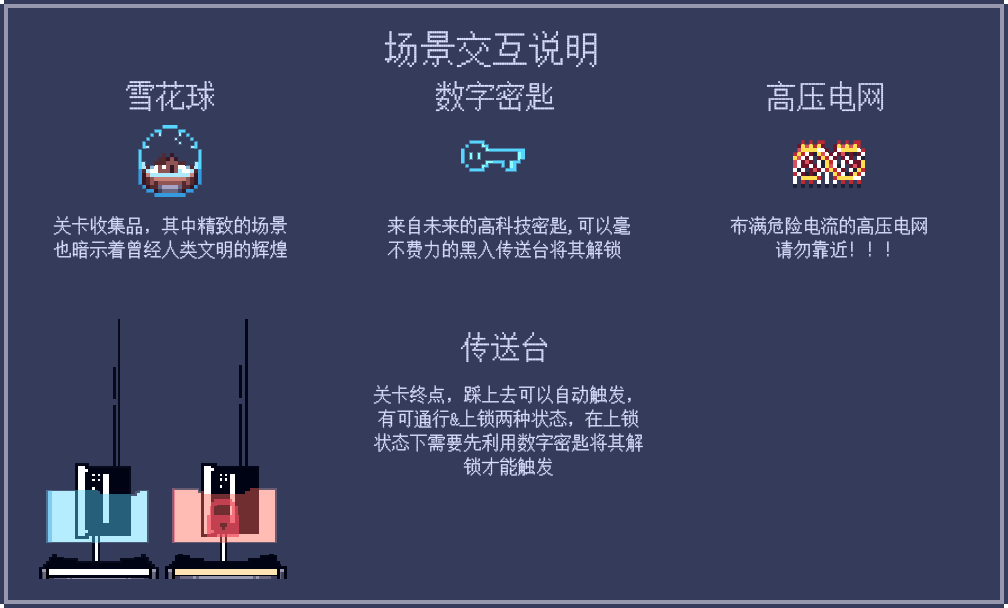 场景交互说明
雪花球
关卡收集品，其中精致的场景
也暗示着曾经人类文明的辉煌
数字密匙
来自未来的高科技密匙,可以毫
不费力的黑入传送台将其解锁
高压电网
布满危险电流的高压电网
请勿靠近！！！
传送台
关卡终点，踩上去可以自动触发，
有可通行&上锁两种状态，在上锁
状态下需要先利用数字密匙将其解
锁才能触发